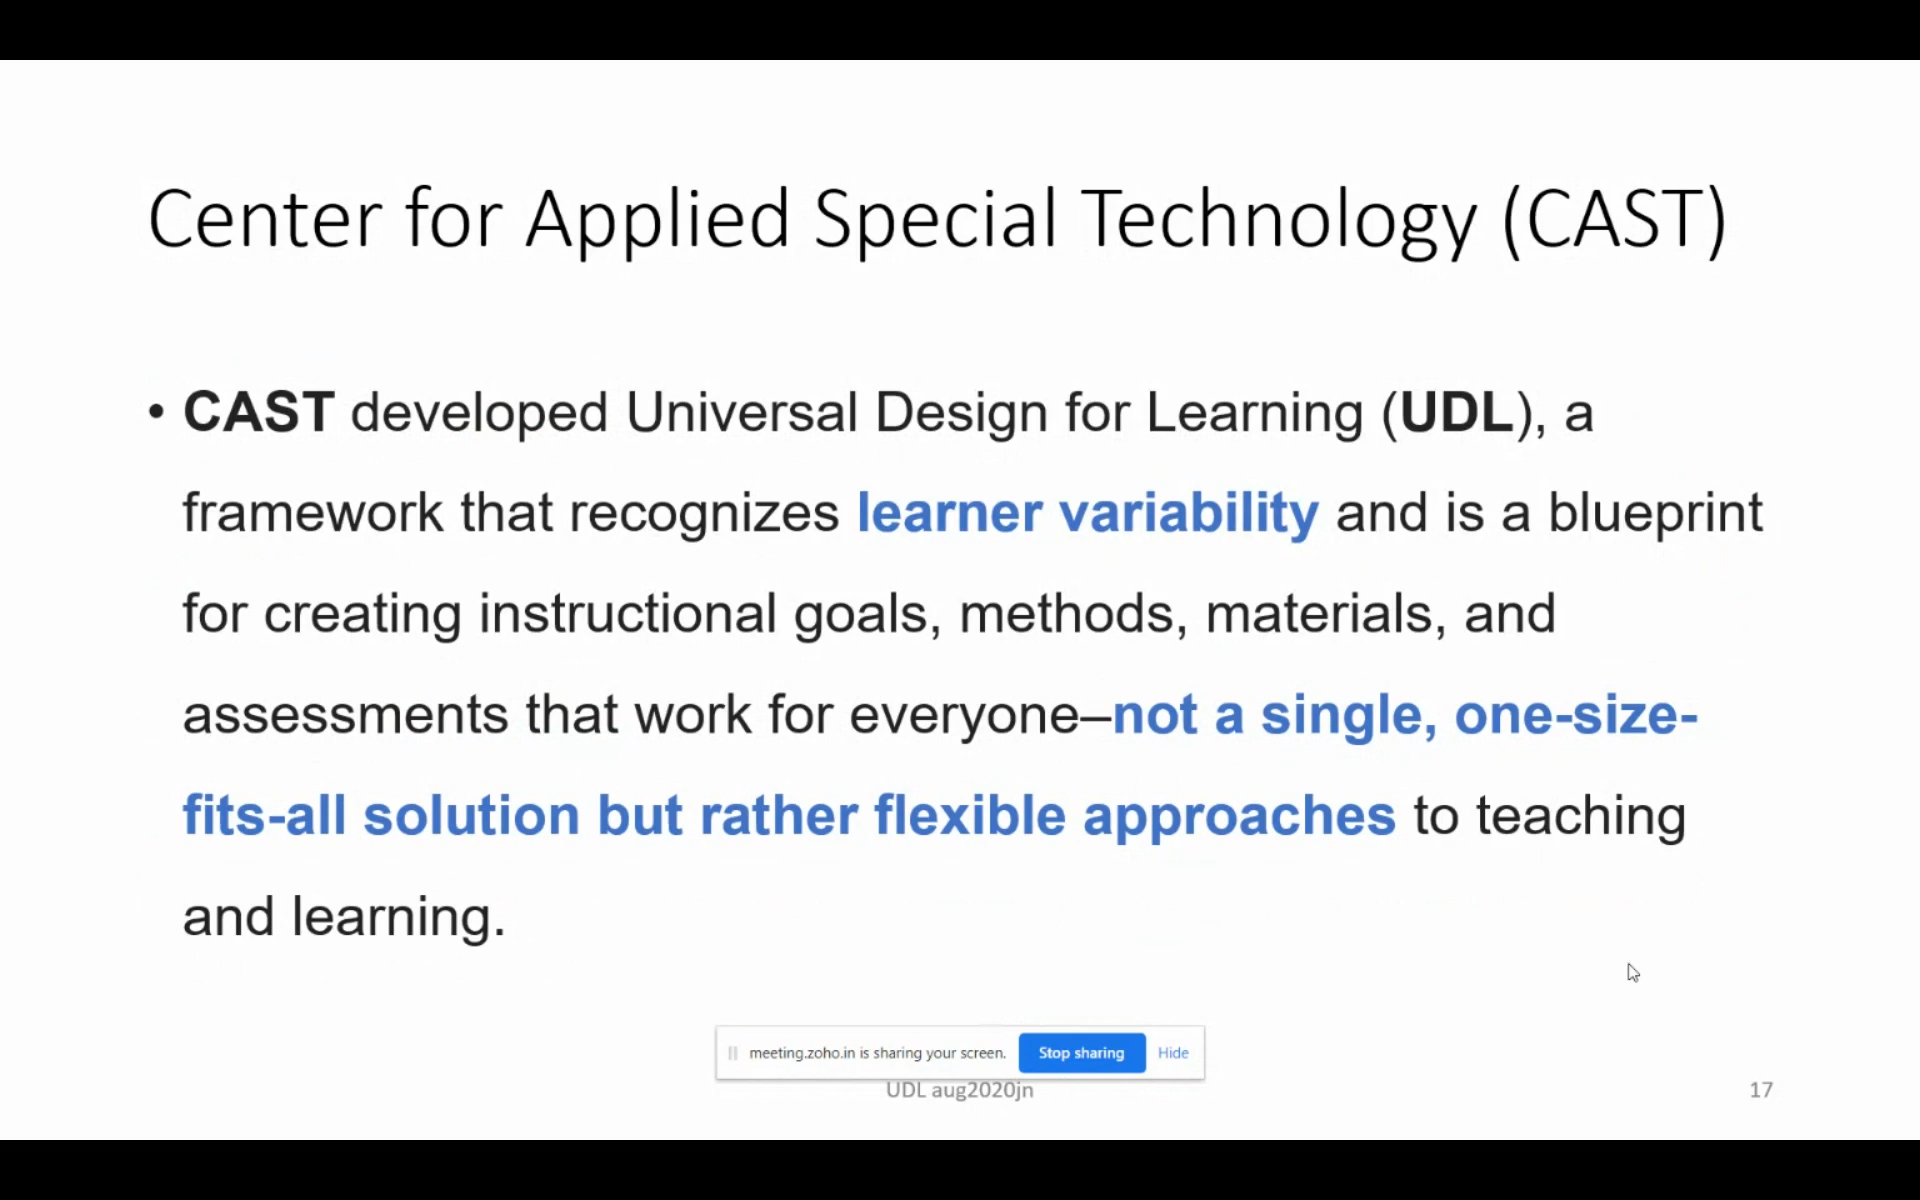 Center for Applied Special Technology (CAST)
• CAST developed Universal Design for Learning (UDL), a
framework that recognizes learner variability and is a blueprint
for creating instructional goals, methods, materials, and
assessments that work for everyone–not a single, one-size-
fits-all solution but rather flexible approaches to teaching
and learning.
meeting.zoho.in is sharing your screen. Stop sharing Hide
UDL aug2020jn 17